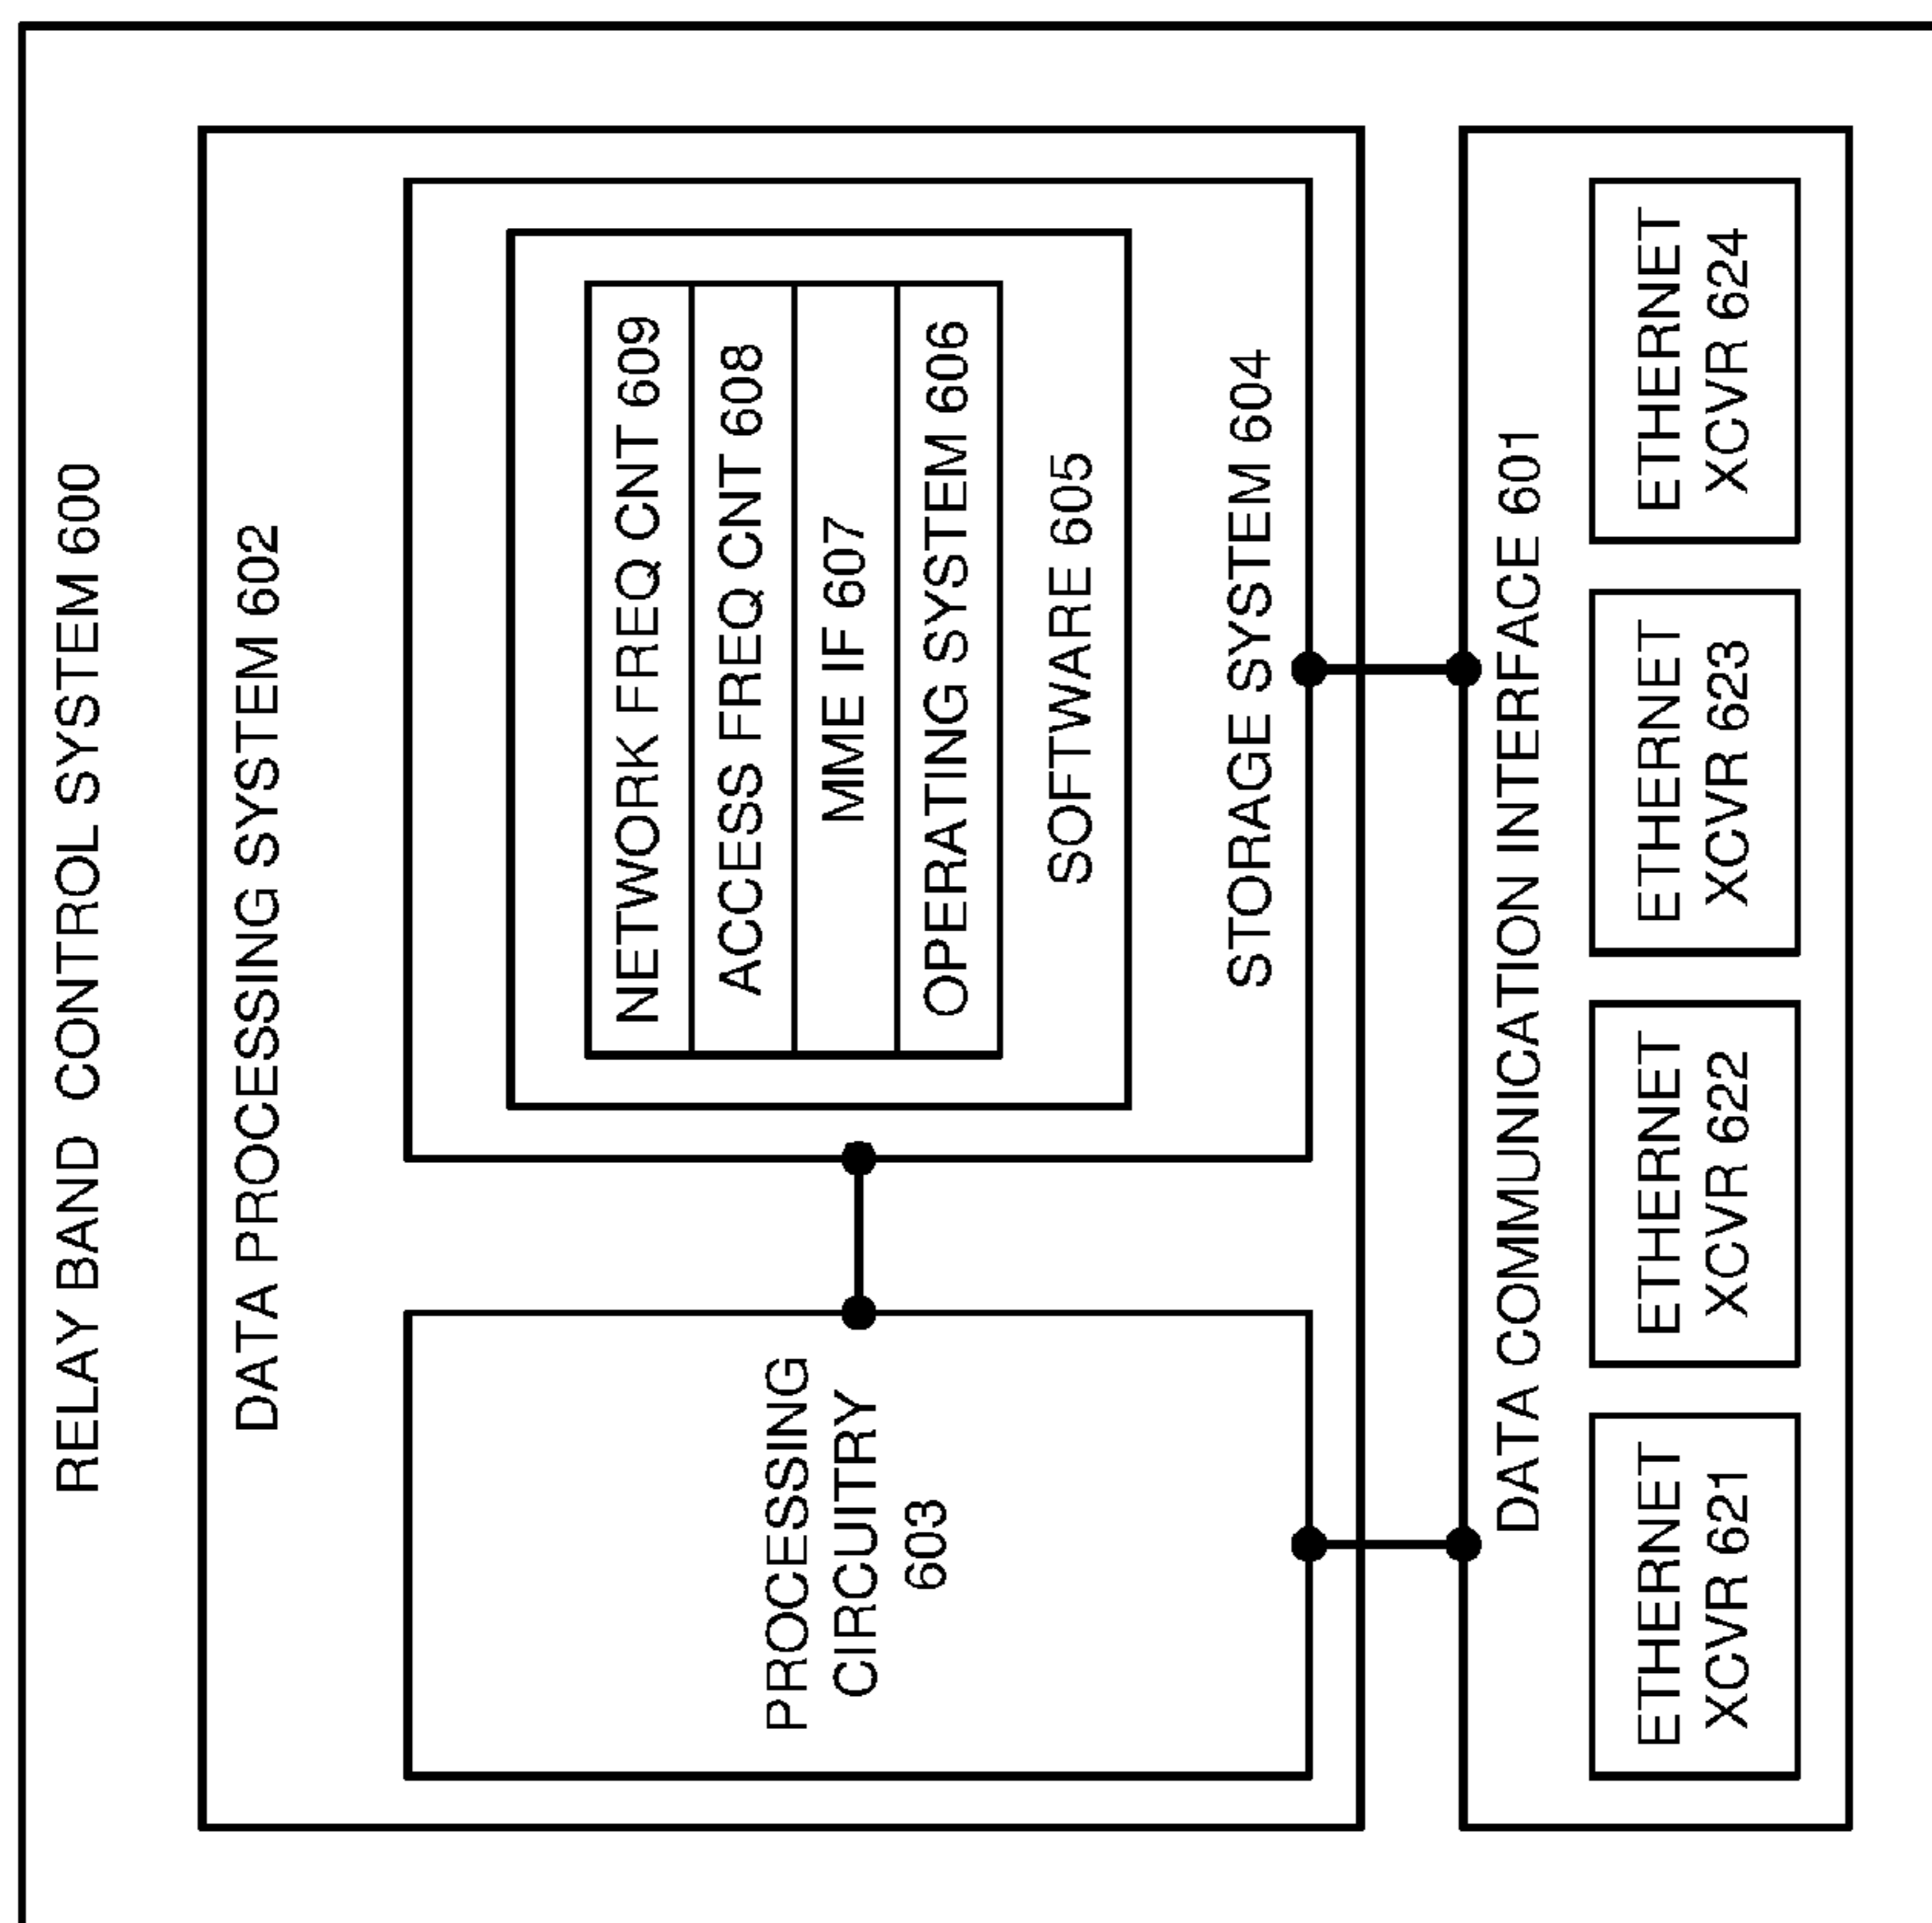 RELAY BAND CONTROL SYSTEM 600
DATA PROCESSING SYSTEM 602
PROCESSING
CIRCUITRY
603
NETWORK FREQ CNT 609
ACCESS FREQ CNT 608
MME IF 607
OPERATING SYSTEM 606
SOFTWARE 605
STORAGE SYSTEM 604
DATA COMMUNICATION INTERFACE 601
ETHERNET
XCVR 621
ETHERNET
XCVR 622
ETHERNET
XCVR 623
ETHERNET
XCVR 624